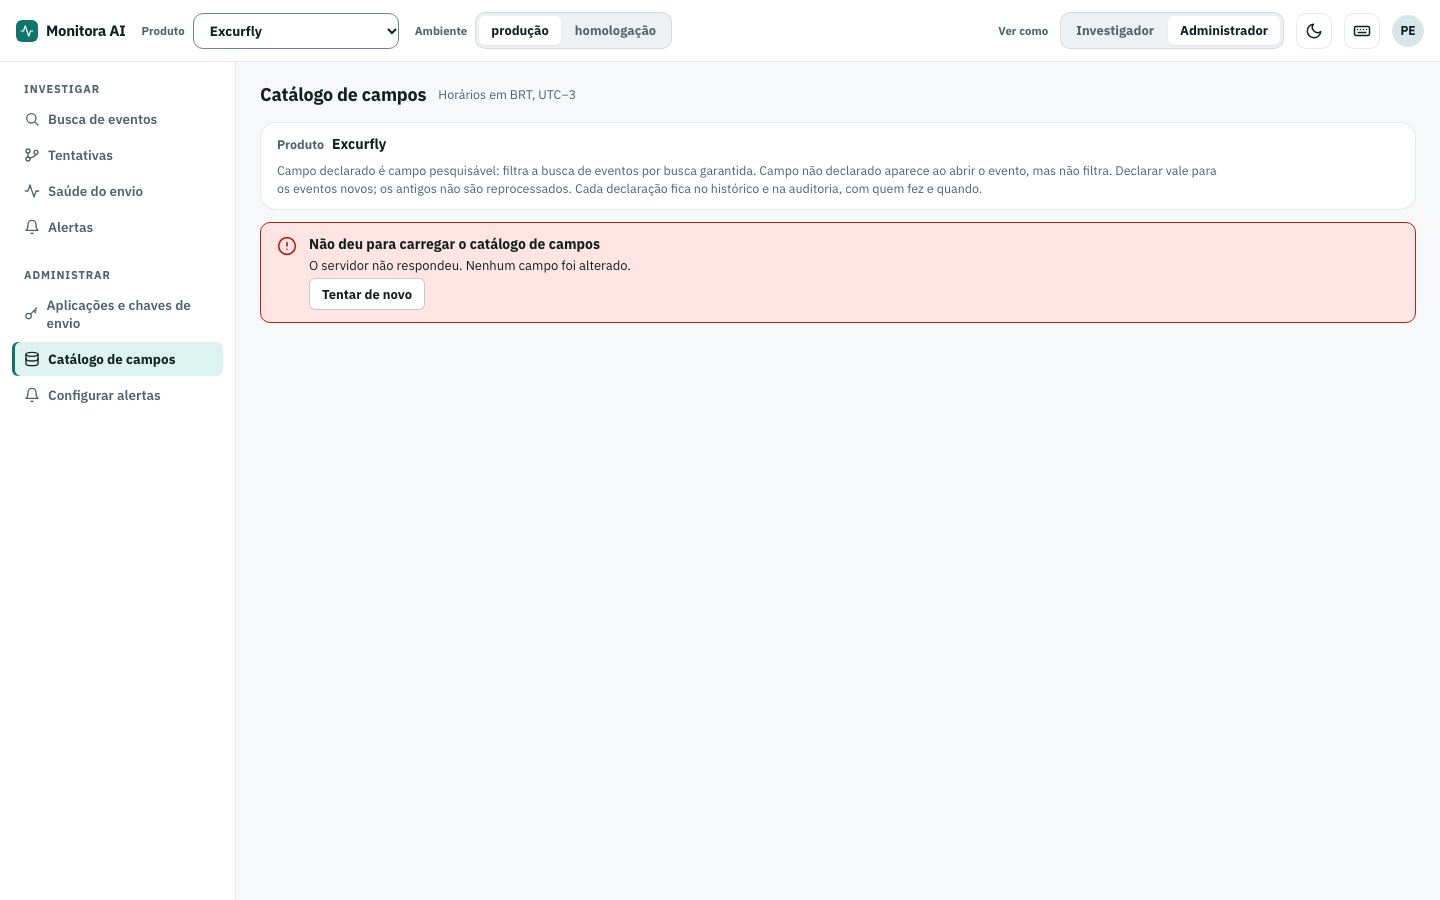 Monitora AI
Produto
Excurfly
Ambiente
produção
homologação
Ver como
Investigador
Administrador
PE
INVESTIGAR
Busca de eventos
Tentativas
Saúde do envio
Alertas
ADMINISTRAR
Aplicações e chaves de
envio
Catálogo de campos
Configurar alertas
Catálogo de campos
Horários em BRT, UTC−3
Produto Excurfly
Campo declarado é campo pesquisável: filtra a busca de eventos por busca garantida. Campo não declarado aparece ao abrir o evento, mas não filtra. Declarar vale para
os eventos novos; os antigos não são reprocessados. Cada declaração fica no histórico e na auditoria, com quem fez e quando.
Não deu para carregar o catálogo de campos
O servidor não respondeu. Nenhum campo foi alterado.
Tentar de novo